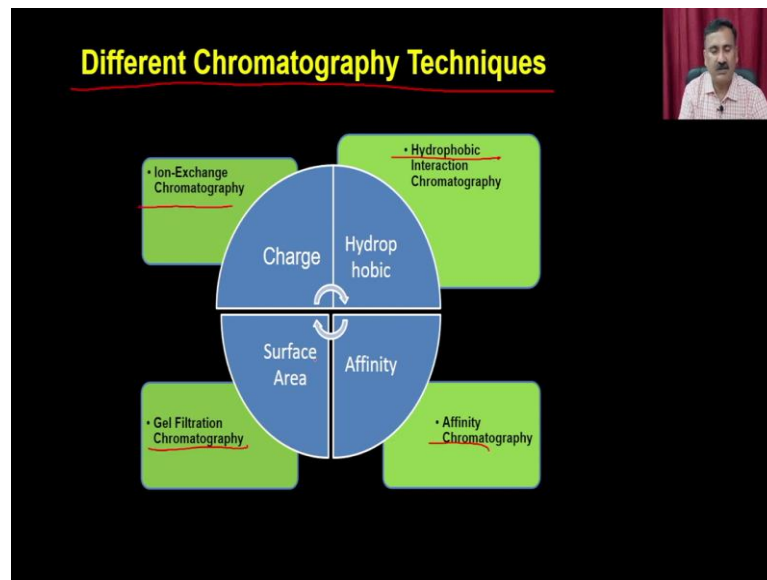 Different Chromatography Techniques
• Ion-Exchange
Chromatography
• Hydrophobic
Interaction
Chromatography
Charge
Hydrop
hobic
Surface
Area
Affinity
• Gel Filtration
Chromatography
• Affinity
Chromatography